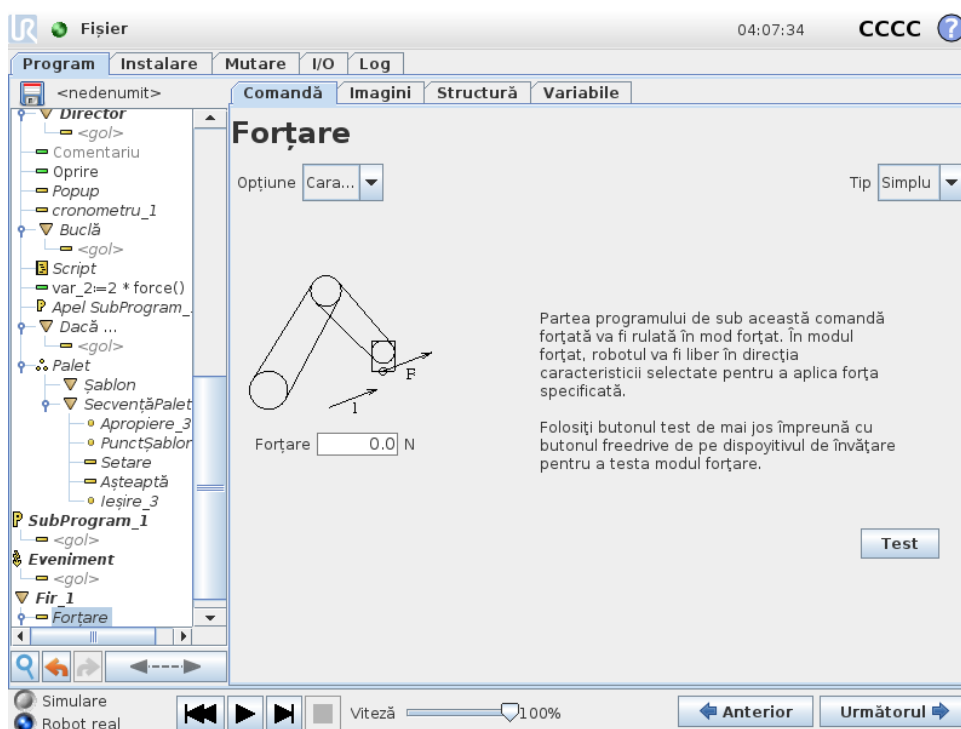 UR Fișier 04:07:34 CCCC ?
Program Instalare Mutare I/O Log
<nedenumit> Comandă Imagini Structură Variabile
Director
<gol>
Comentariu
Oprire
Popup
cronometru_1
Buclă
<gol>
Script
var_2≔2 * force()
Apel SubProgram_
Dacă ...
<gol>
Palet
Șablon
SecvențăPalet
Apropiere_3
PunctȘablon
Setare
Așteaptă
Ieșire_3
P SubProgram_1
<gol>
Eveniment
<gol>
Fir_1
Forțare
Forțare
Opțiune Cara... Tip Simplu
F
1
Forțare 0.0 N
Partea programului de sub această comandă
forțată va fi rulată în mod forțat. În modul
forțat, robotul va fi liber în direcția
caracteristicii selectate pentru a aplica forța
specificată.
Folosiți butonul test de mai jos împreună cu
butonul freedrive de pe dispoyitivul de învățare
pentru a testa modul forțare.
Test
Simulare
Robot real
Viteză 100%
Anterior Următorul